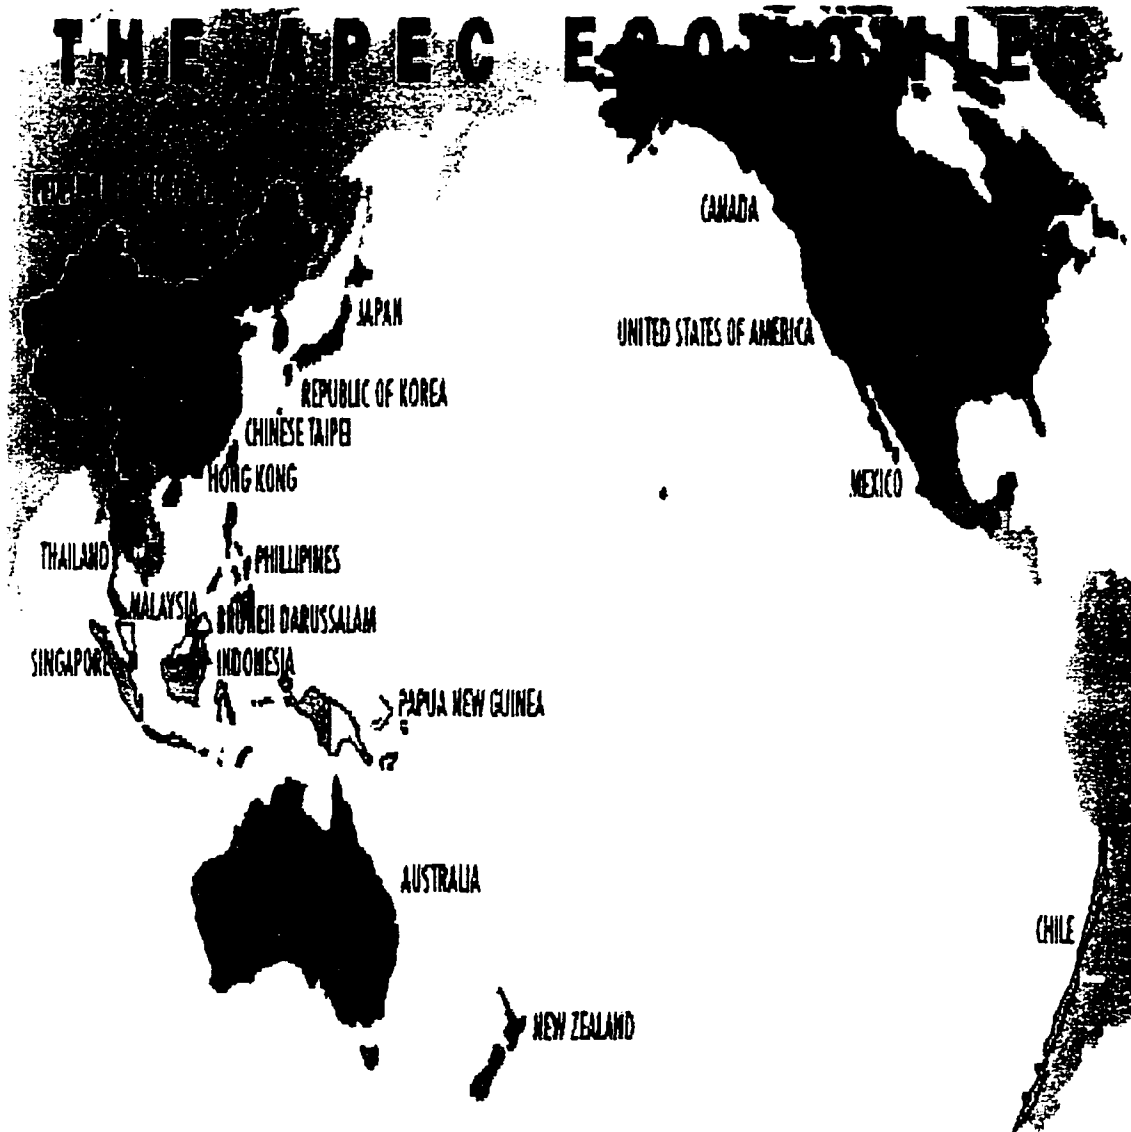 THE APEC ECONOMIES
CANADA
JAPAN
UNITED STATES OF AMERICA
REPUBLIC OF KOREA
CHINESE TAIPEI
HONG KONG
MEXICO
THAILAND
PHILLIPINES
MALAYSIA
BRUNEII DARUSSALAM
SINGAPORE
INDONESIA
PAPUA NEW GUINEA
AUSTRALIA
CHILE
NEW ZEALAND